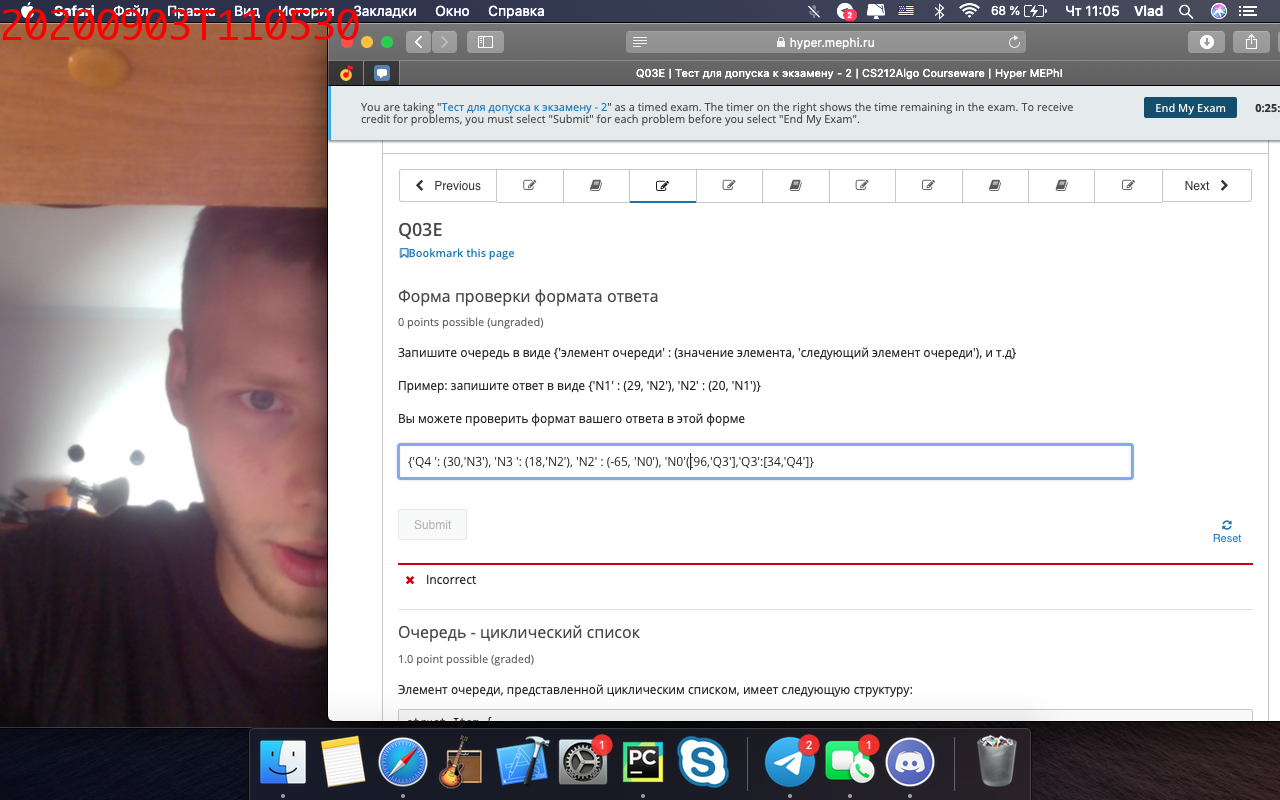 20200903T110530
Safari Файл Правка Вид История Закладки Окно Справка
2
68 %
Чт 11:05 Vlad
hyper.mephi.ru
Q03E | Тест для допуска к экзамену - 2 | CS212Algo Courseware | Hyper MEPhI
You are taking "Тест для допуска к экзамену - 2" as a timed exam. The timer on the right shows the time remaining in the exam. To receive
credit for problems, you must select "Submit" for each problem before you select "End My Exam".
End My Exam
0:25:
Previous
Next
Q03E
Bookmark this page
Форма проверки формата ответа
0 points possible (ungraded)
Запишите очередь в виде {'элемент очереди' : (значение элемента, 'следующий элемент очереди'), и т.д}
Пример: запишите ответ в виде {'N1' : (29, 'N2'), 'N2' : (20, 'N1')}
Вы можете проверить формат вашего ответа в этой форме
{'Q4 ': (30,'N3'), 'N3 ': (18,'N2'), 'N2' : (-65, 'N0'), 'N0'([96,'Q3'],'Q3':[34,'Q4']}
Submit
Reset
Incorrect
Очередь - циклический список
1.0 point possible (graded)
Элемент очереди, представленной циклическим списком, имеет следующую структуру:
struct Item {
1
PC
2
1